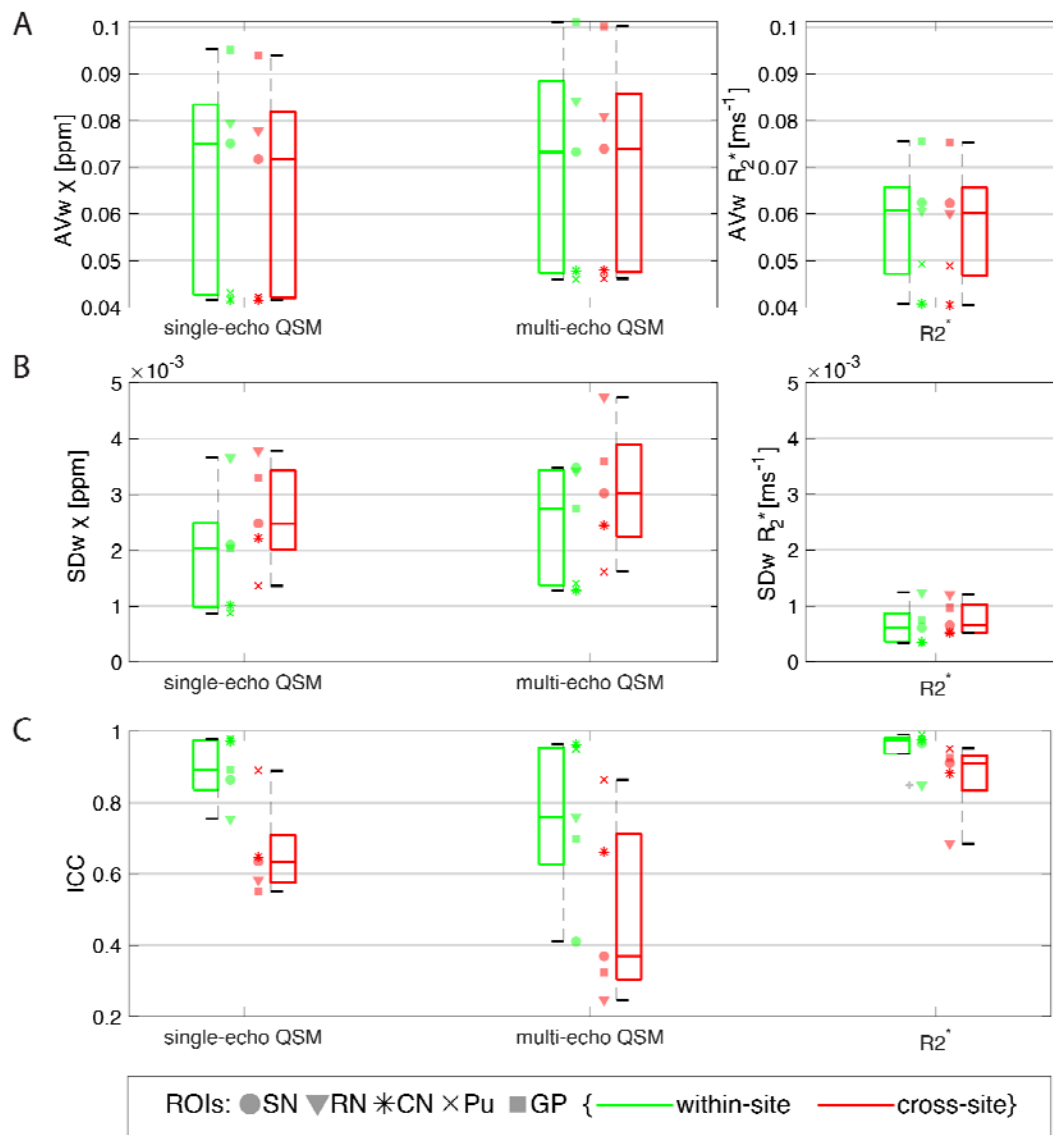 A
AVw χ [ppm]
0.1
0.09
0.08
0.07
0.06
0.05
0.04
single-echo QSM
multi-echo QSM
AVw R2* [ms-1]
0.1
0.09
0.08
0.07
0.06
0.05
0.04
R2*
B
SDw χ [ppm]
×10-3
5
4
3
2
1
0
single-echo QSM
multi-echo QSM
SDw R2* [ms-1]
×10-3
5
4
3
2
1
0
R2*
C
ICC
1
0.8
0.6
0.4
0.2
single-echo QSM
multi-echo QSM
R2*
ROIs: SN RN CN Pu GP { within-site cross-site}